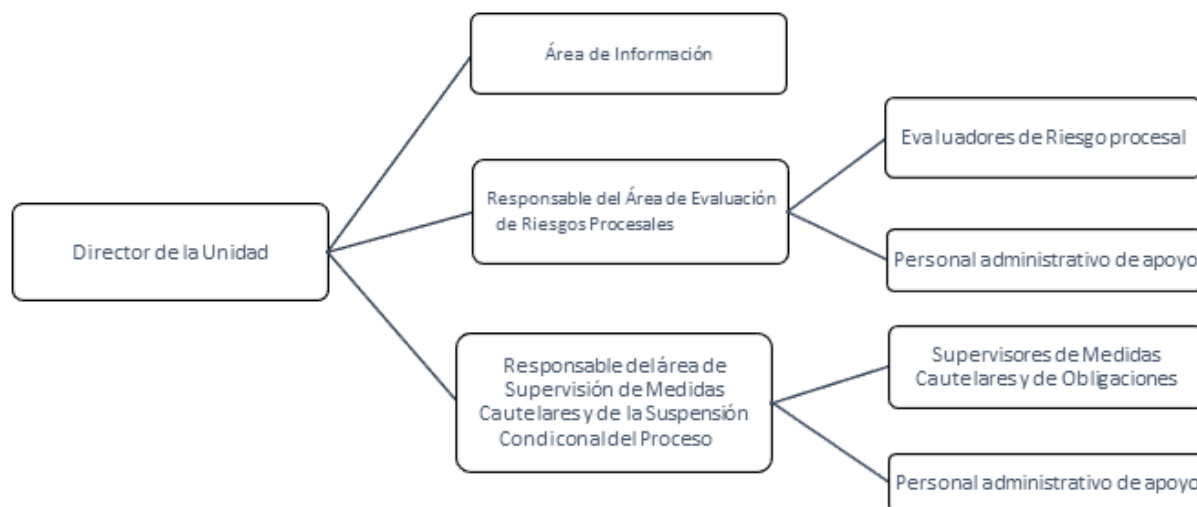 Área de Información
Evaluadores de Riesgo procesal
Responsable del Área de Evaluación
de Riesgos Procesales
Director de la Unidad
Personal administrativo de apoyo
Responsable del área de
Supervisión de Medidas
Cautelares y de la Suspensión
Condiconal del Proceso
Supervisores de Medidas
Cautelares y de Obligaciones
Personal administrativo de apoyo